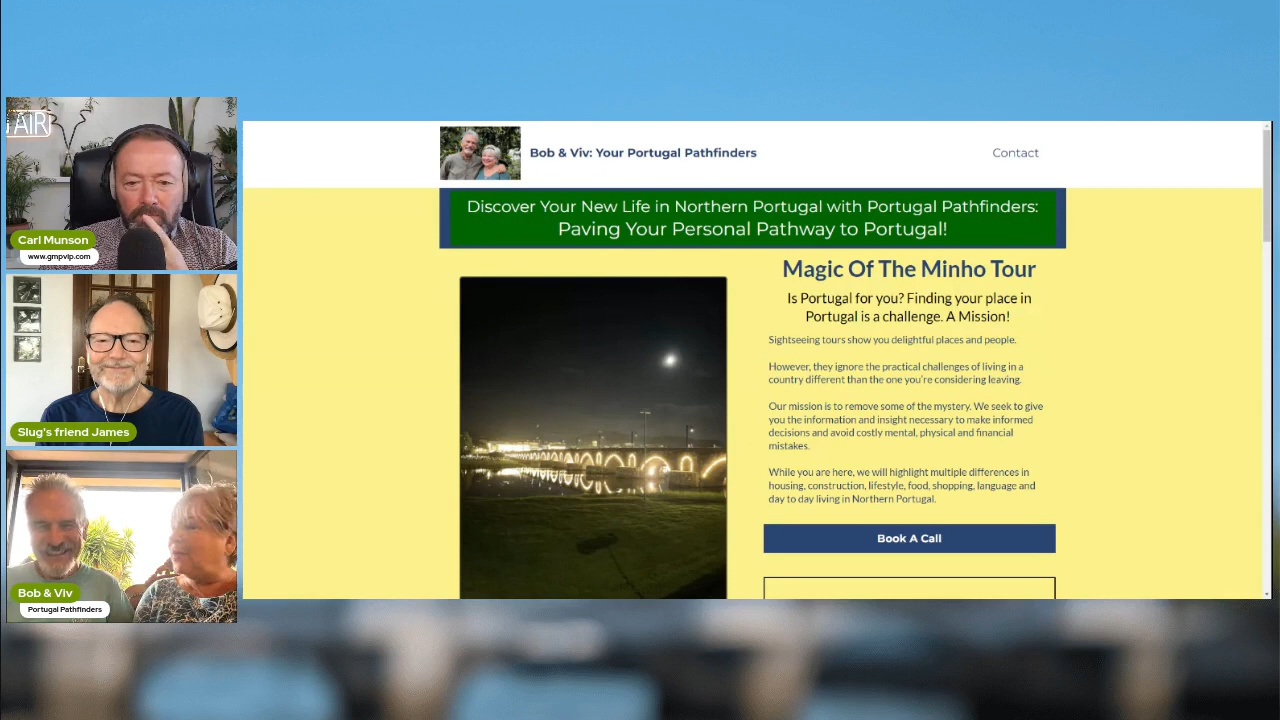 AIR
Carl Munson
www.gmpvip.com
Slug's friend James
Bob & Viv
Portugal Pathfinders
Bob & Viv: Your Portugal Pathfinders
Contact
Discover Your New Life in Northern Portugal with Portugal Pathfinders:
Paving Your Personal Pathway to Portugal!
Magic Of The Minho Tour
Is Portugal for you? Finding your place in
Portugal is a challenge. A Mission!
Sightseeing tours show you delightful places and people.
However, they ignore the practical challenges of living in a
country different than the one you're considering leaving.
Our mission is to remove some of the mystery. We seek to give
you the information and insight necessary to make informed
decisions and avoid costly mental, physical and financial
mistakes.
While you are here, we will highlight multiple differences in
housing, construction, lifestyle, food, shopping, language and
day to day living in Northern Portugal.
Book A Call